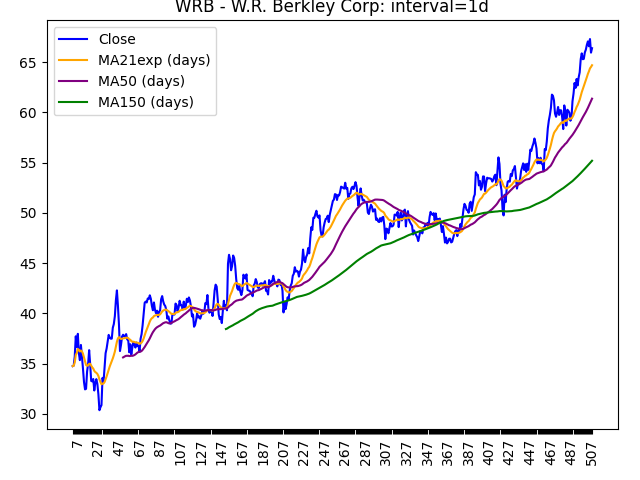 WRB - W.R. Berkley Corp: interval=1d
Close
MA21exp (days)
MA50 (days)
MA150 (days)
65
60
55
50
45
40
35
30
7 27 47 67 87 107 127 147 167 187 207 227 247 267 287 307 327 347 367 387 407 427 447 467 487 507